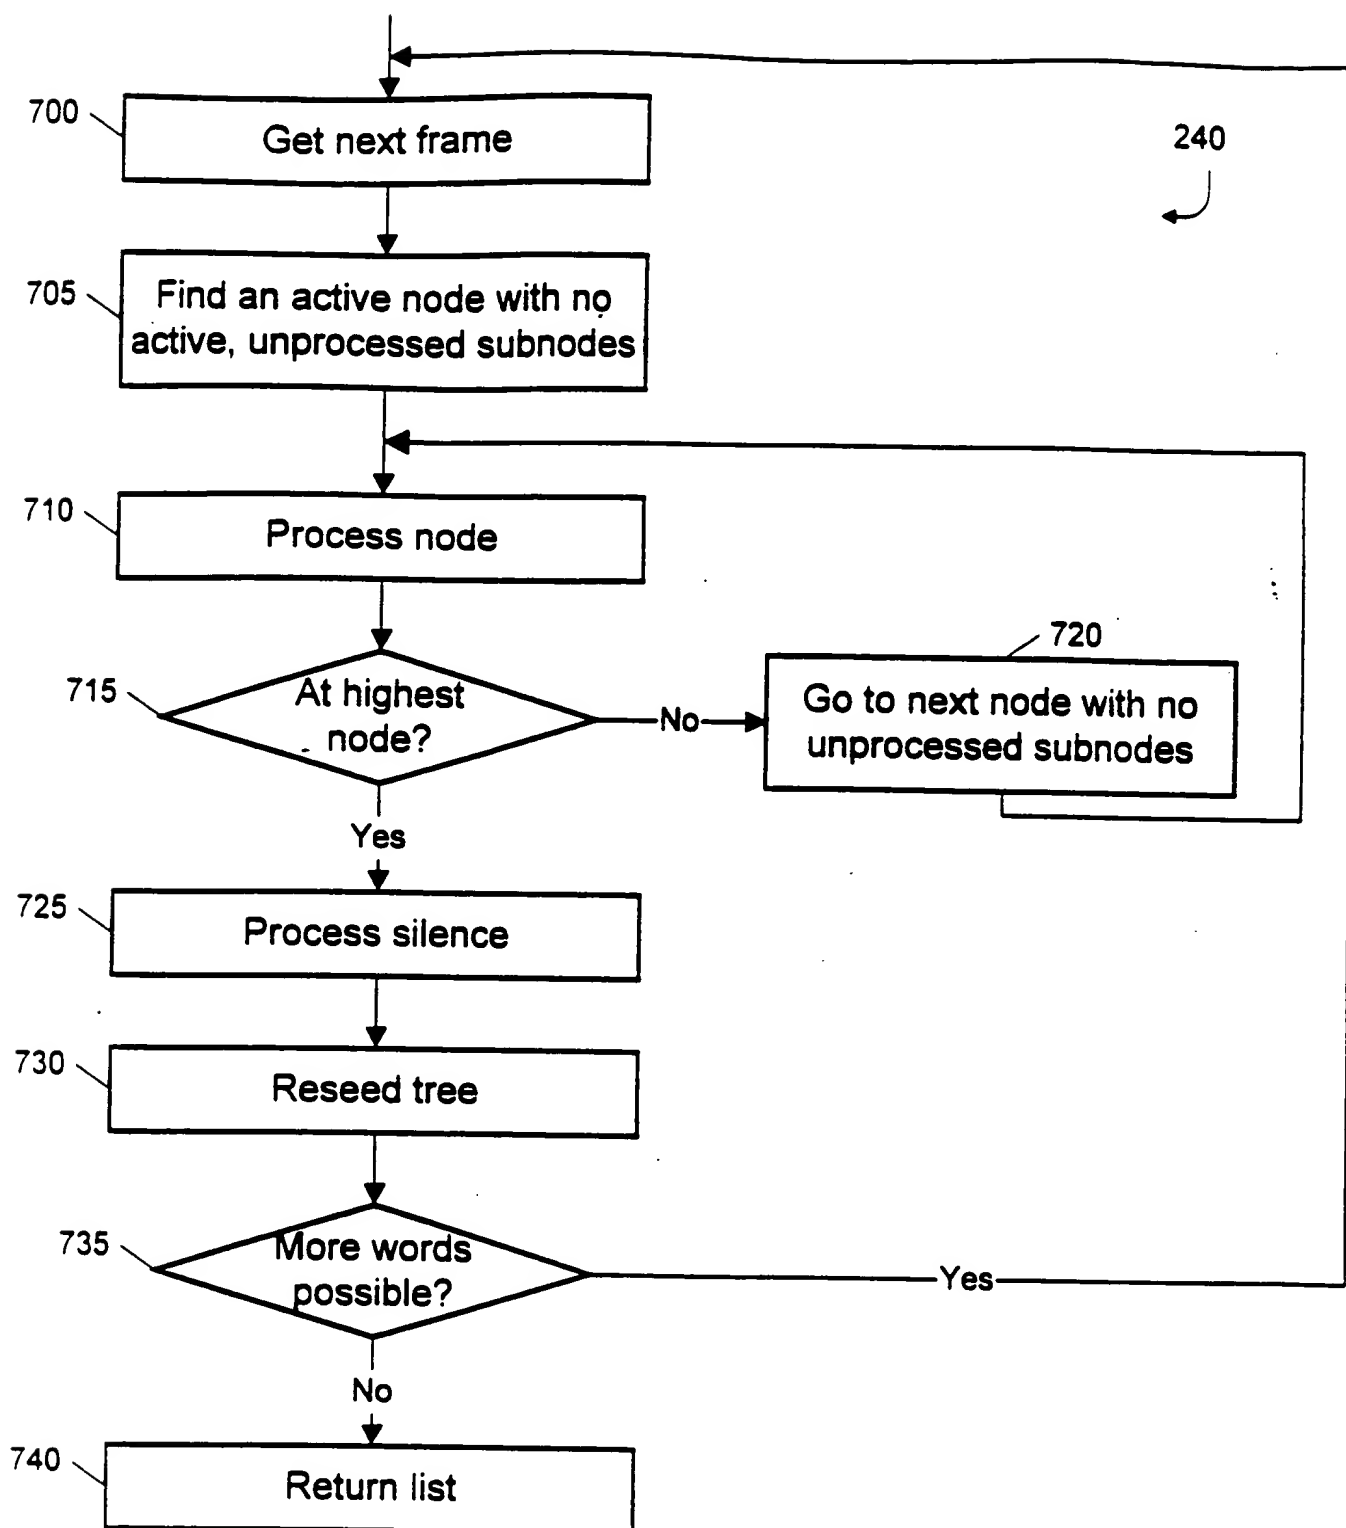 700
Get next frame
240
705
Find an active node with no
active, unprocessed subnodes
710
Process node
715
At highest
node?
No
720
Go to next node with no
unprocessed subnodes
Yes
725
Process silence
730
Reseed tree
735
More words
possible?
Yes
No
740
Return list